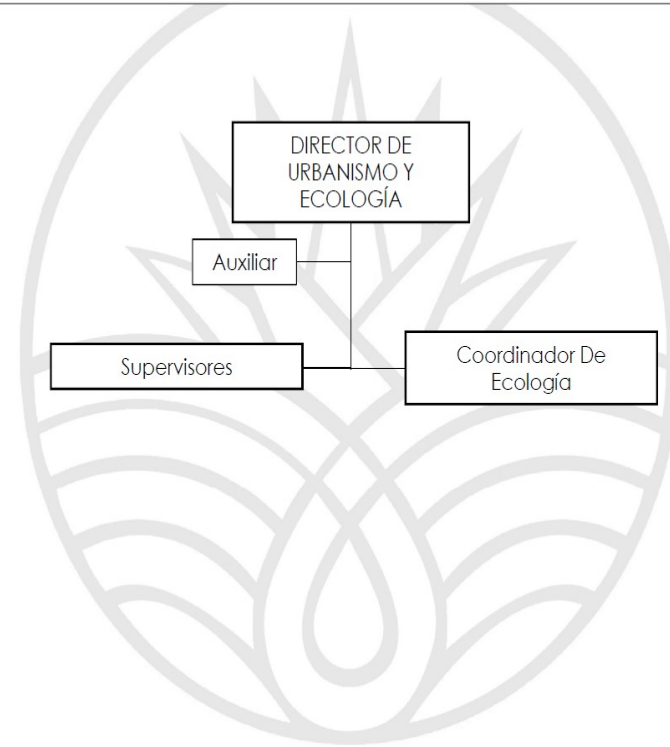 DIRECTOR DE
URBANISMO Y
ECOLOGÍA
Auxiliar
Supervisores
Coordinador De
Ecología